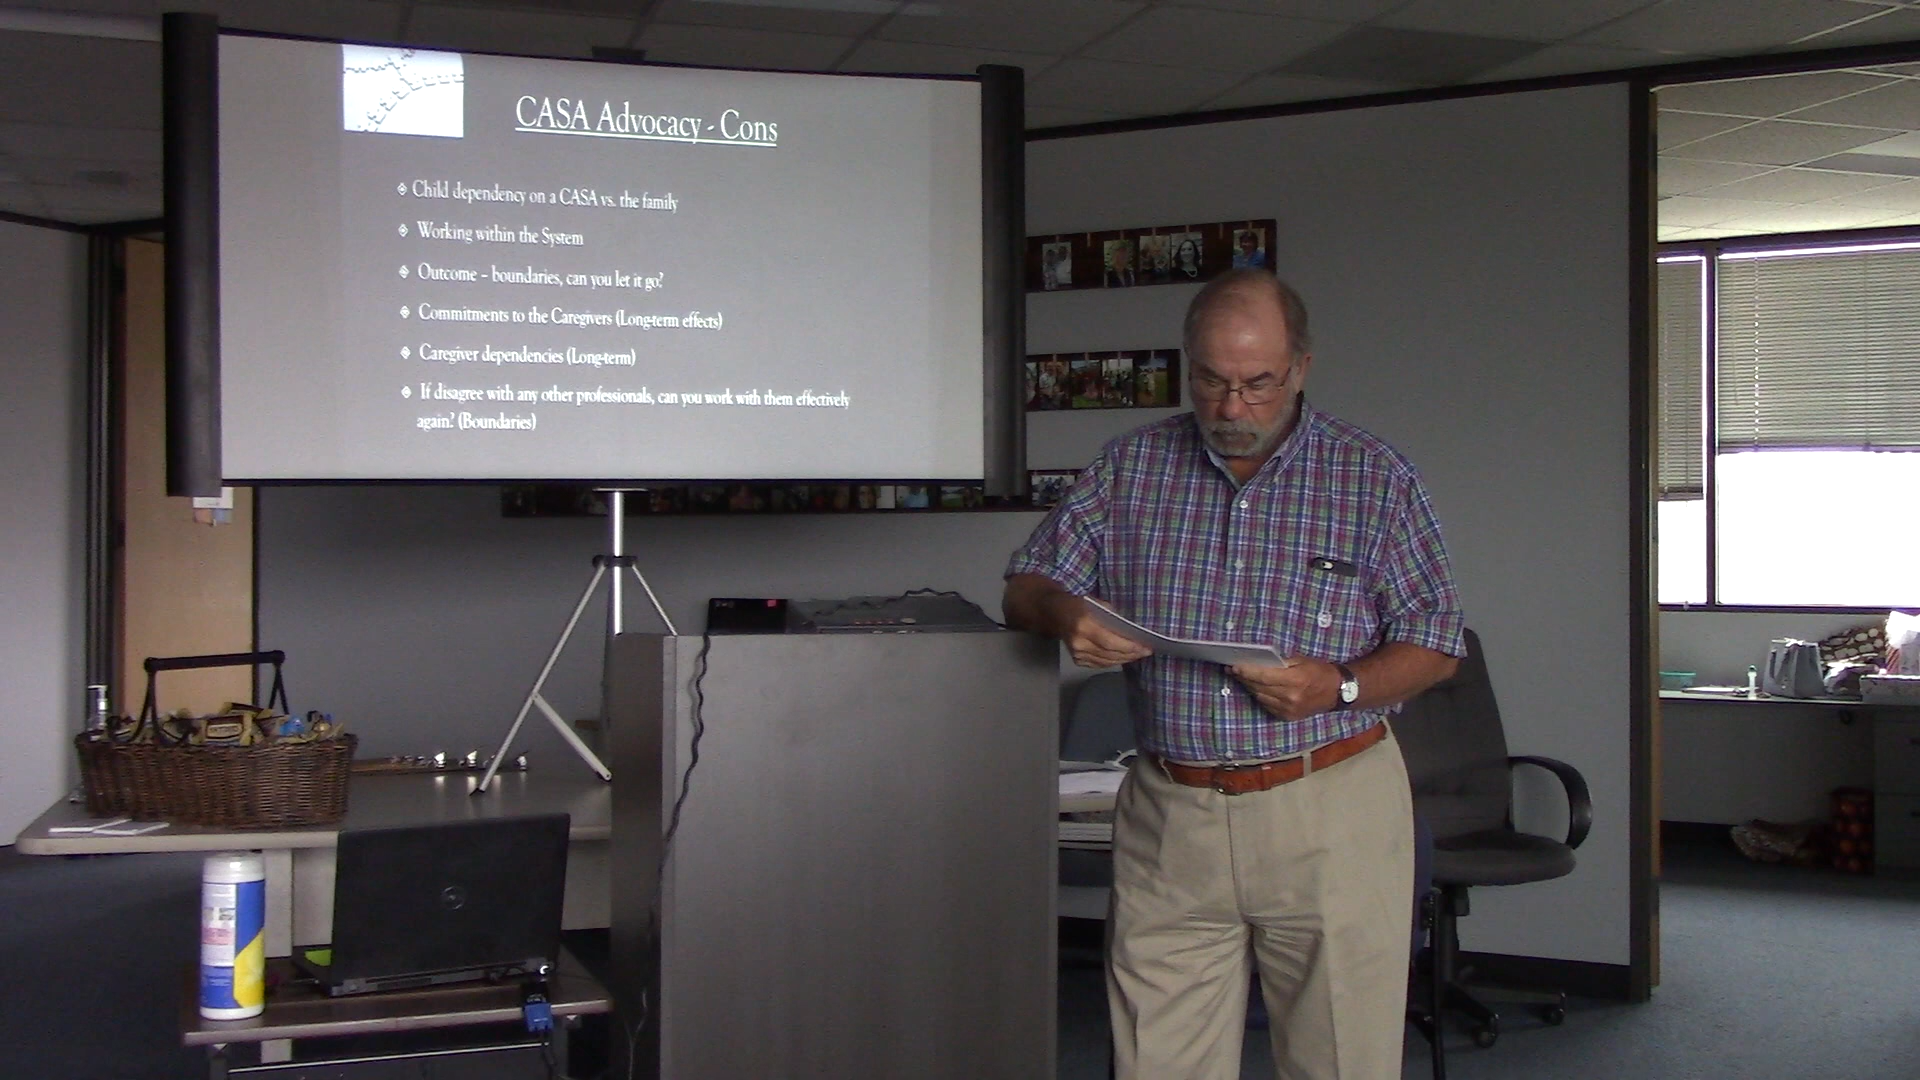 CASA Advocacy - Cons
Child dependency on a CASA vs. the family
Working within the System
Outcome – boundaries, can you let it go?
Commitments to the Caregivers (Long-term effects)
Caregiver dependencies (Long-term)
If disagree with any other professionals, can you work with them effectively
again? (Boundaries)